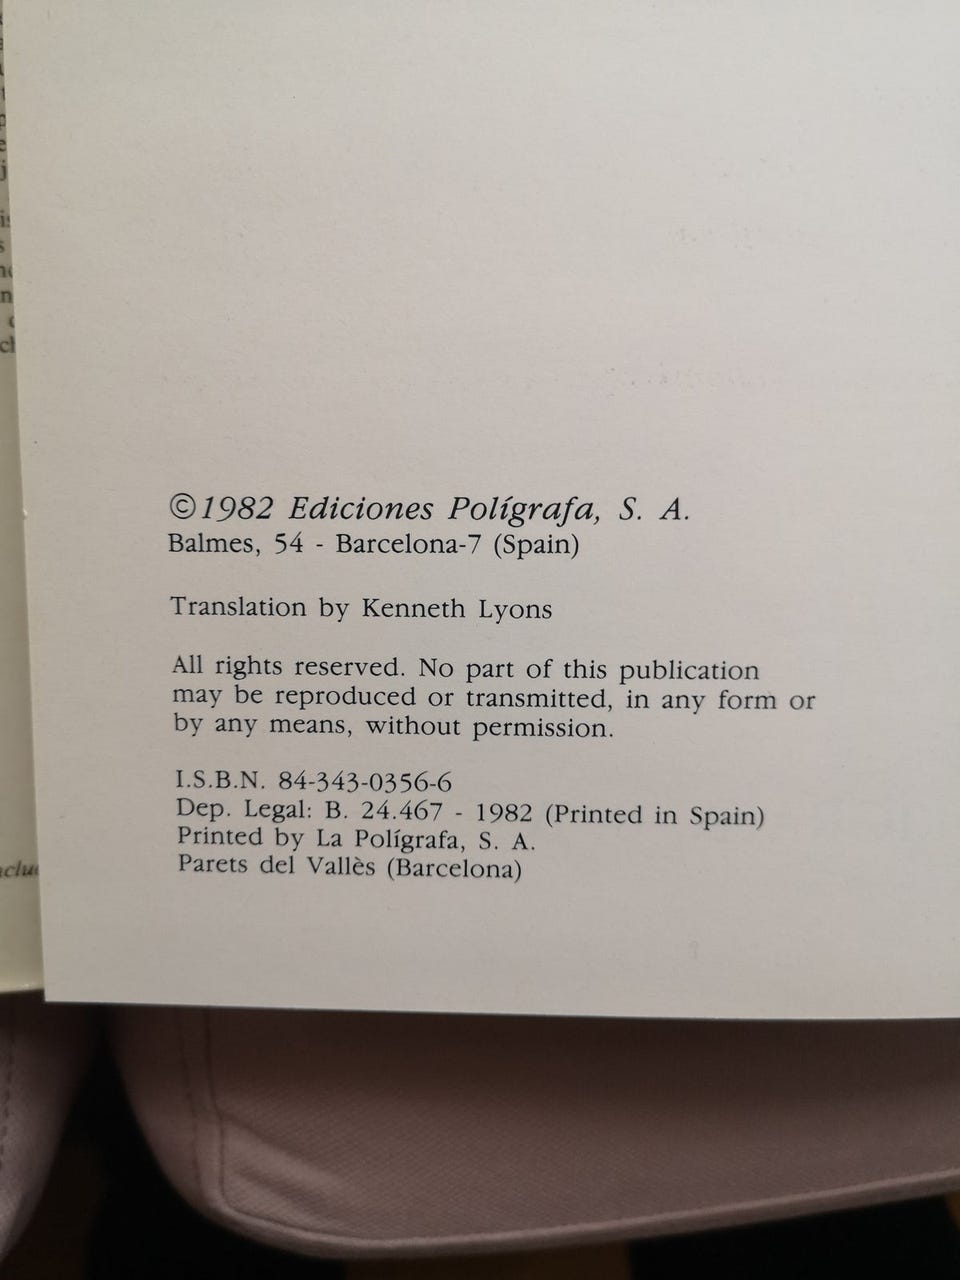 ©1982 Ediciones Polígrafa, S. A.
Balmes, 54 - Barcelona-7 (Spain)
Translation by Kenneth Lyons
All rights reserved. No part of this publication
may be reproduced or transmitted, in any form or
by any means, without permission.
I.S.B.N. 84-343-0356-6
Dep. Legal: B. 24.467 - 1982 (Printed in Spain)
Printed by La Polígrafa, S. A.
Parets del Vallès (Barcelona)